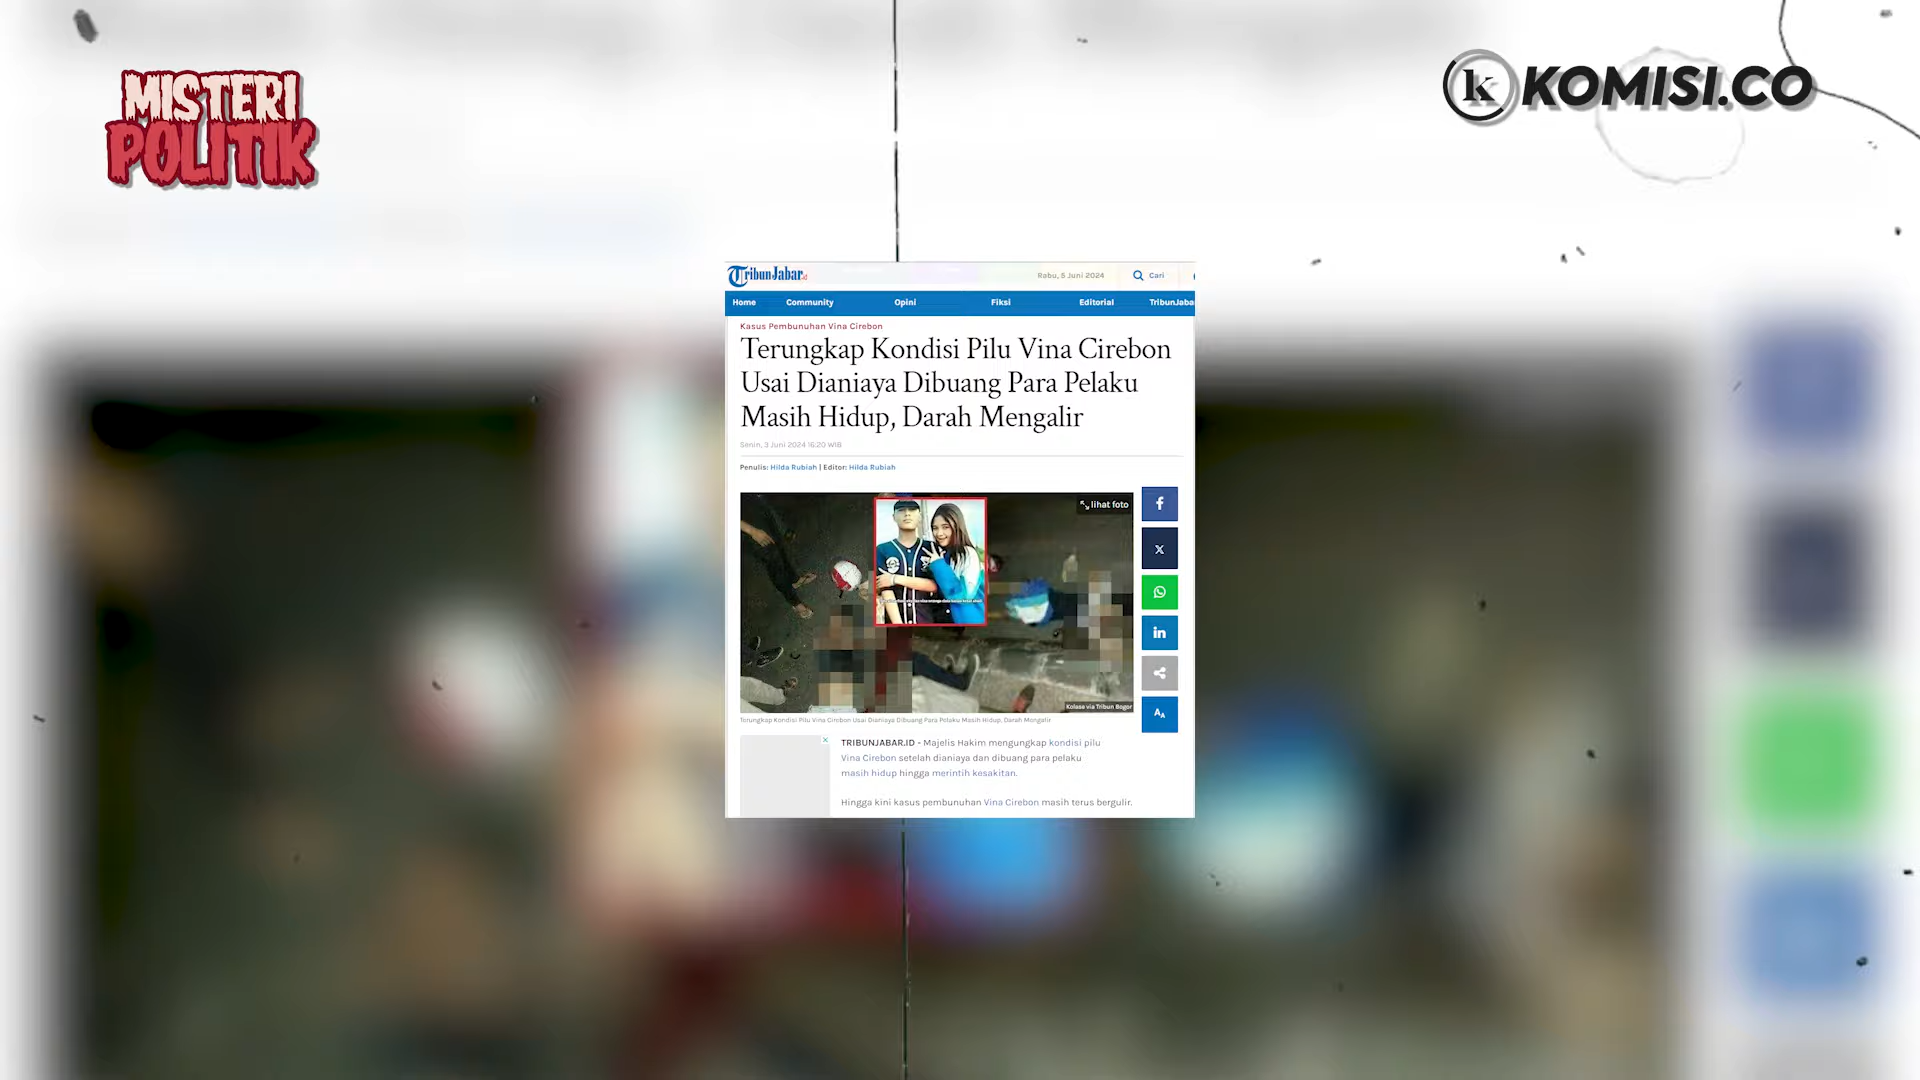 MISTERI
POLITIK
k KOMISI.CO
TribunJabar.id
Rabu, 5 Juni 2024
Cari
Home Community Opini Fiksi Editorial TribunJaba
Kasus Pembunuhan Vina Cirebon
Terungkap Kondisi Pilu Vina Cirebon
Usai Dianiaya Dibuang Para Pelaku
Masih Hidup, Darah Mengalir
Senin, 3 Juni 2024 16:20 WIB
Penulis: Hilda Rubiah | Editor: Hilda Rubiah
lihat foto
Kolase via Tribun Bogor
Terungkap Kondisi Pilu Vina Cirebon Usai Dianiaya Dibuang Para Pelaku Masih Hidup, Darah Mengalir
TRIBUNJABAR.ID - Majelis Hakim mengungkap kondisi pilu
Vina Cirebon setelah dianiaya dan dibuang para pelaku
masih hidup hingga merintih kesakitan.
Hingga kini kasus pembunuhan Vina Cirebon masih terus bergulir.